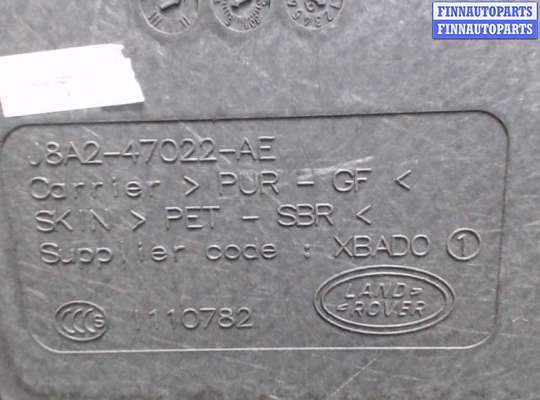 FINNAUTOPARTS
FINNAUTOPARTS
J8A2-47022-AE
Carrier > PUR - GF <
SKIN > PET - SBR <
Supplier code : XBADO 1
CCC S 1110782
LAND>
<ROVER